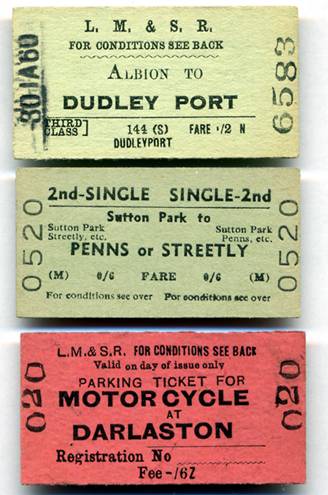 L. M. & S. R.
FOR CONDITIONS SEE BACK
ALBION TO
DUDLEY PORT
THIRD CLASS] 144 (S) FARE -/2 N
DUDLEYPORT
6583
2nd-SINGLE SINGLE-2nd
Sutton Park to
Sutton Park Streetly, etc.
Sutton Park Penns, etc.
PENNS or STREETLY
(M) 0/6 FARE 0/6 (M)
For conditions see over For conditions see over
0520
0520
L.M.& S.R. FOR CONDITIONS SEE BACK
Valid on day of issue only
PARKING TICKET FOR
MOTOR CYCLE
AT
DARLASTON
Registration No
Fee -/6Z
020
020